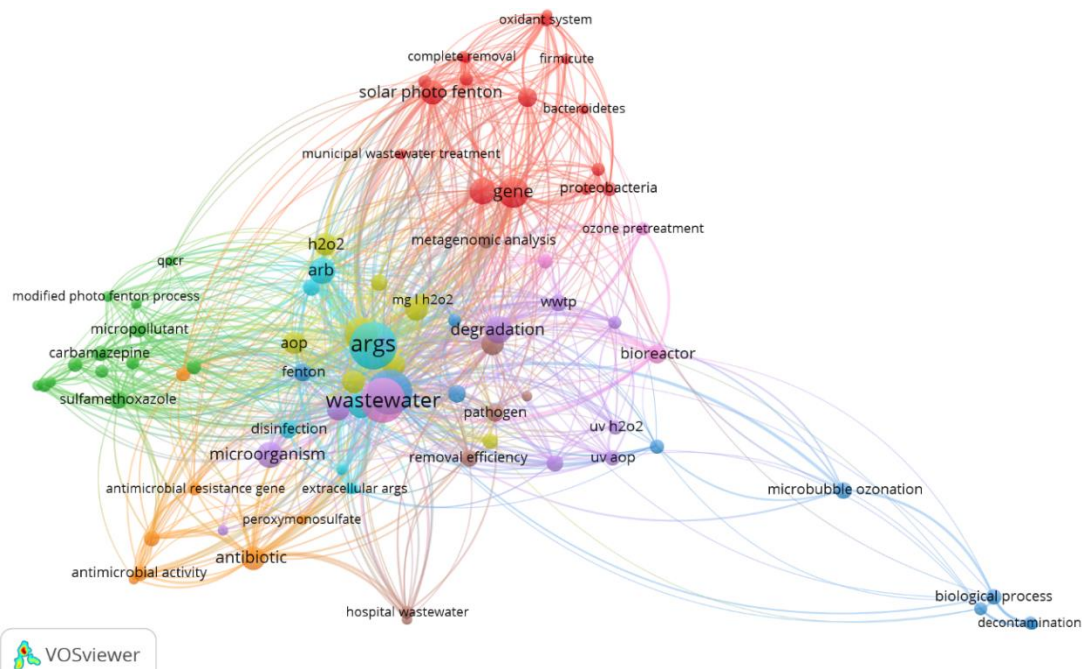 oxidant system
complete removal
firmicute
solar photo fenton
bacteroidetes
municipal wastewater treatment
gene
proteobacteria
ozone pretreatment
metagenomic analysis
h2o2
qpcr
arb
modified photo fenton process
mg l h2o2
wwtp
micropollutant
degradation
args
aop
carbamazepine
bioreactor
fenton
sulfamethoxazole
wastewater
pathogen
disinfection
uv h2o2
microorganism
removal efficiency
uv aop
antimicrobial resistance gene
extracellular args
microbubble ozonation
peroxymonosulfate
antibiotic
antimicrobial activity
biological process
hospital wastewater
decontamination
VOSviewer